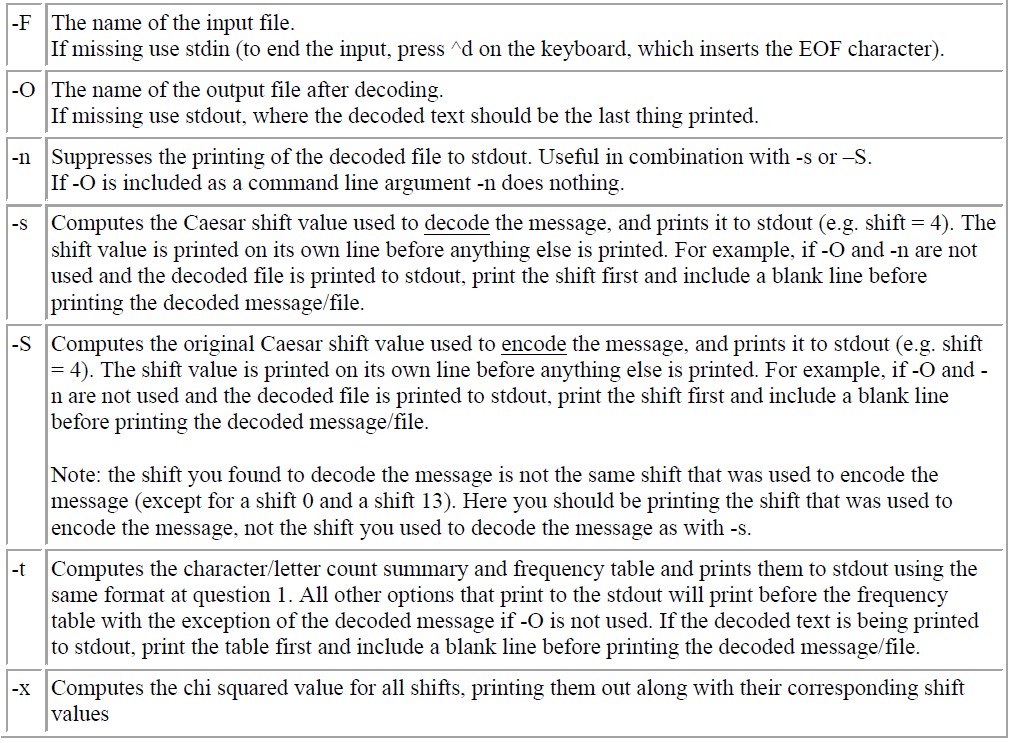 -F The name of the input file.
If missing use stdin (to end the input, press ^d on the keyboard, which inserts the EOF character).
-O The name of the output file after decoding.
If missing use stdout, where the decoded text should be the last thing printed.
-n Suppresses the printing of the decoded file to stdout. Useful in combination with -s or –S.
If -O is included as a command line argument -n does nothing.
-s Computes the Caesar shift value used to decode the message, and prints it to stdout (e.g. shift = 4). The
shift value is printed on its own line before anything else is printed. For example, if -O and -n are not
used and the decoded file is printed to stdout, print the shift first and include a blank line before
printing the decoded message/file.
-S Computes the original Caesar shift value used to encode the message, and prints it to stdout (e.g. shift
= 4). The shift value is printed on its own line before anything else is printed. For example, if -O and -
n are not used and the decoded file is printed to stdout, print the shift first and include a blank line
before printing the decoded message/file.
Note: the shift you found to decode the message is not the same shift that was used to encode the
message (except for a shift 0 and a shift 13). Here you should be printing the shift that was used to
encode the message, not the shift you used to decode the message as with -s.
-t Computes the character/letter count summary and frequency table and prints them to stdout using the
same format at question 1. All other options that print to the stdout will print before the frequency
table with the exception of the decoded message if -O is not used. If the decoded text is being printed
to stdout, print the table first and include a blank line before printing the decoded message/file.
-x Computes the chi squared value for all shifts, printing them out along with their corresponding shift
values